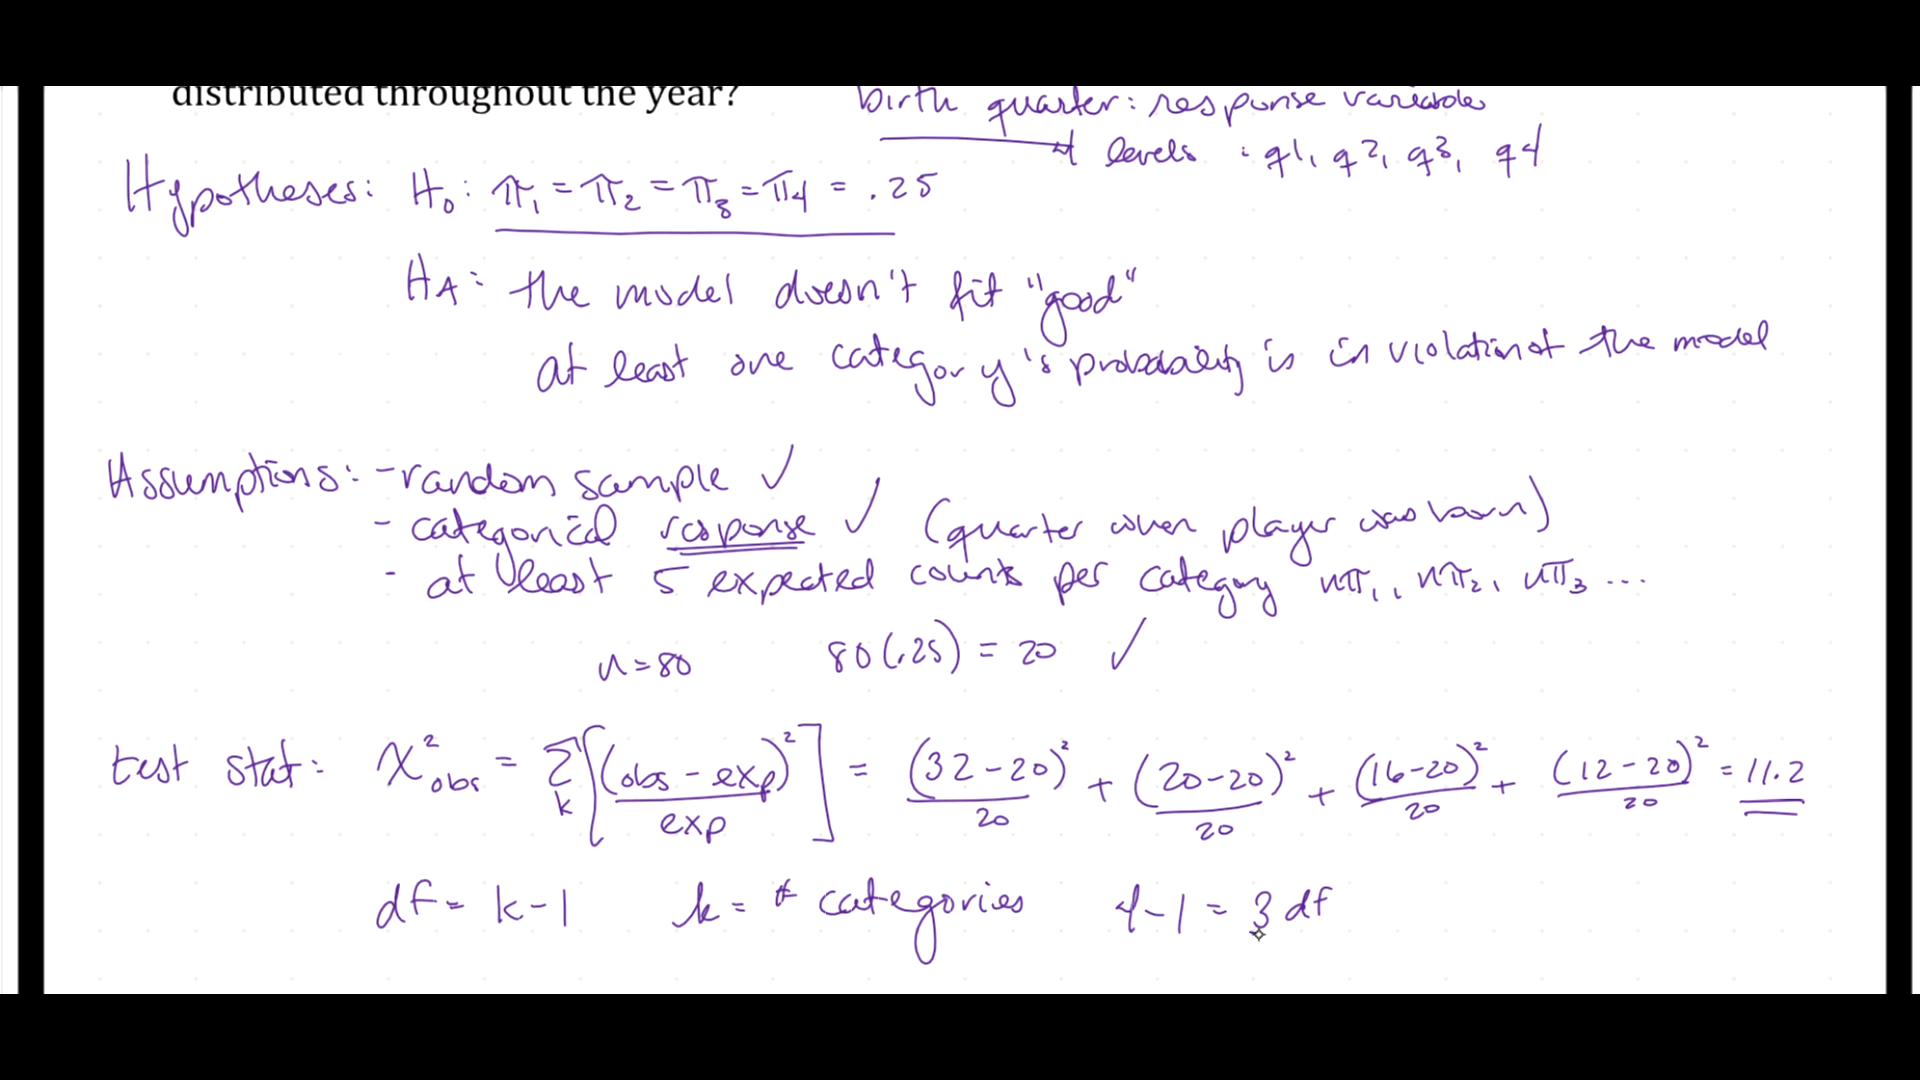 distributed throughout the year?
birth quarter: response variable
4 levels : q1, q2, q3, q4
Hypotheses: H₀: π₁ = π₂ = π₃ = π4 = .25
HA: the model doesn't fit "good"
at least one category's probability is in violation of the model
Assumptions: - random sample ✓
- categorical response ✓ (quarter when player was born)
- at least 5 expected counts per category nπ₁, nπ₂, nπ₃ ...
n=80 80(.25) = 20 ✓
test stat: χ²obs = Σk [(obs - exp)²/exp] = (32-20)²/20 + (20-20)²/20 + (16-20)²/20 + (12-20)²/20 = 11.2
df = k-1 k = # categories 4-1 = 3 df